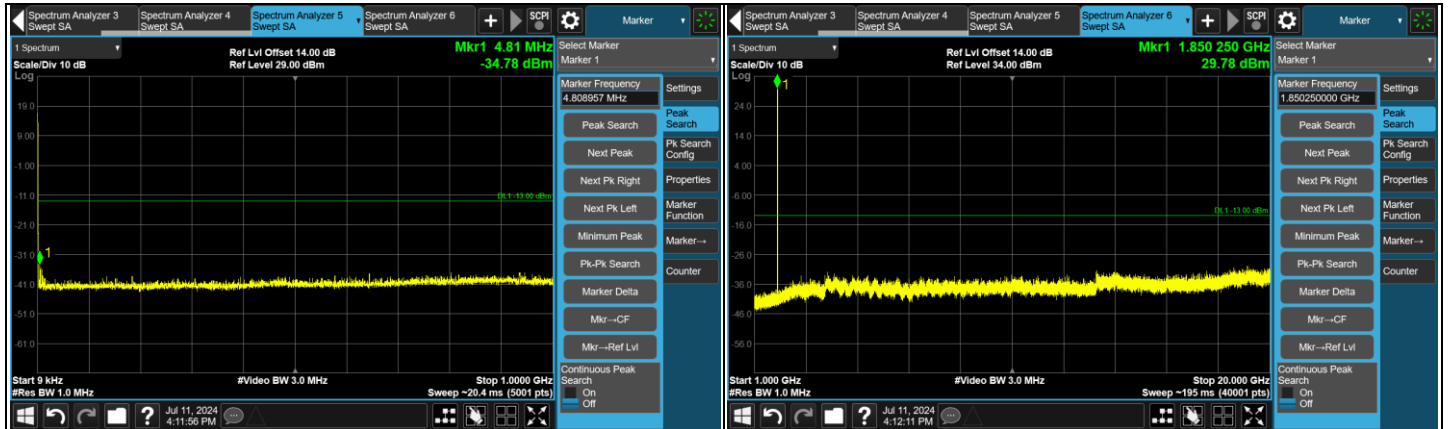 Spectrum Analyzer 3
Swept SA
Spectrum Analyzer 4
Swept SA
Spectrum Analyzer 5
Swept SA
Spectrum Analyzer 6
Swept SA
SCPI
Marker
1 Spectrum
Scale/Div 10 dB
Ref Lvl Offset 14.00 dB
Ref Level 29.00 dBm
Mkr1 4.81 MHz
-34.78 dBm
Log
19.0
9.00
-1.00
-11.0
-21.0
-31.0
-41.0
-51.0
-61.0
DL1 -13.00 dBm
1
Start 9 kHz
#Res BW 1.0 MHz
#Video BW 3.0 MHz
Stop 1.0000 GHz
Sweep ~20.4 ms (5001 pts)
Select Marker
Marker 1
Marker Frequency
4.808957 MHz
Peak Search
Next Peak
Next Pk Right
Next Pk Left
Minimum Peak
Pk-Pk Search
Marker Delta
Mkr→CF
Mkr→Ref Lvl
Continuous Peak
Search
On
Off
Settings
Peak
Search
Pk Search
Config
Properties
Marker
Function
Marker→
Counter
?
Jul 11, 2024
4:11:56 PM
Spectrum Analyzer 3
Swept SA
Spectrum Analyzer 4
Swept SA
Spectrum Analyzer 5
Swept SA
Spectrum Analyzer 6
Swept SA
SCPI
Marker
1 Spectrum
Scale/Div 10 dB
Ref Lvl Offset 14.00 dB
Ref Level 34.00 dBm
Mkr1 1.850 250 GHz
29.78 dBm
Log
24.0
14.0
4.00
-6.00
-16.0
-26.0
-36.0
-46.0
-56.0
DL1 -13.00 dBm
1
Start 1.000 GHz
#Res BW 1.0 MHz
#Video BW 3.0 MHz
Stop 20.000 GHz
Sweep ~195 ms (40001 pts)
Select Marker
Marker 1
Marker Frequency
1.850250000 GHz
Peak Search
Next Peak
Next Pk Right
Next Pk Left
Minimum Peak
Pk-Pk Search
Marker Delta
Mkr→CF
Mkr→Ref Lvl
Continuous Peak
Search
On
Off
Settings
Peak
Search
Pk Search
Config
Properties
Marker
Function
Marker→
Counter
?
Jul 11, 2024
4:12:11 PM